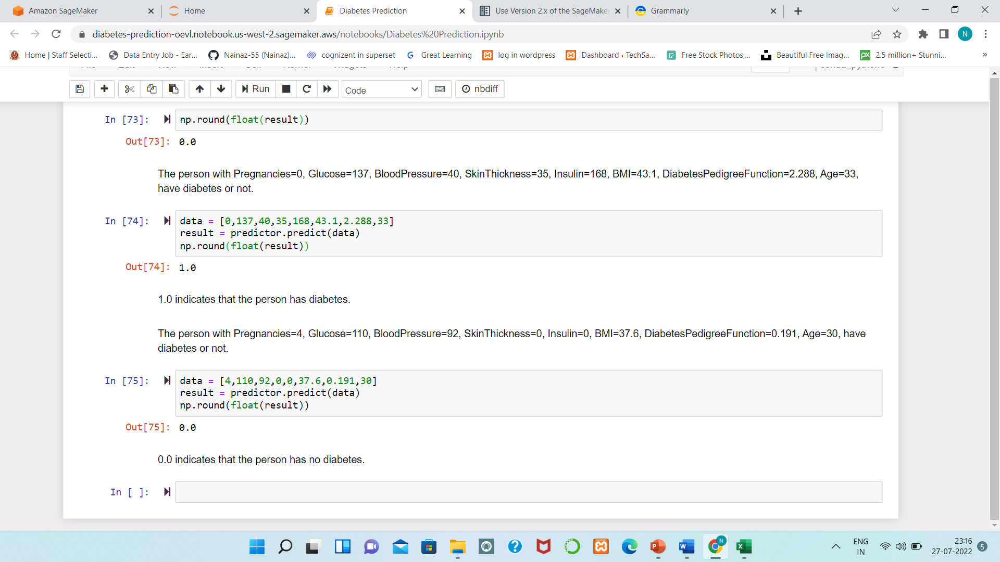 Amazon SageMaker
Home
Diabetes Prediction
Use Version 2.x of the SageMake
Grammarly
diabetes-prediction-oevl.notebook.us-west-2.sagemaker.aws/notebooks/Diabetes%20Prediction.ipynb
N
Home | Staff Selecti...
Data Entry Job - Ear...
Nainaz-55 (Nainaz)...
cognizent in superset
Great Learning
log in wordpress
Dashboard ‹ TechSa...
Free Stock Photos,...
Beautiful Free Imag...
2.5 million+ Stunni...
»
Run
Code
nbdiff
In [73]: np.round(float(result))
Out[73]: 0.0
The person with Pregnancies=0, Glucose=137, BloodPressure=40, SkinThickness=35, Insulin=168, BMI=43.1, DiabetesPedigreeFunction=2.288, Age=33,
have diabetes or not.
In [74]: data = [0,137,40,35,168,43.1,2.288,33]
result = predictor.predict(data)
np.round(float(result))
Out[74]: 1.0
1.0 indicates that the person has diabetes.
The person with Pregnancies=4, Glucose=110, BloodPressure=92, SkinThickness=0, Insulin=0, BMI=37.6, DiabetesPedigreeFunction=0.191, Age=30, have
diabetes or not.
In [75]: data = [4,110,92,0,0,37.6,0.191,30]
result = predictor.predict(data)
np.round(float(result))
Out[75]: 0.0
0.0 indicates that the person has no diabetes.
In [ ]:
ENG
IN
23:16
27-07-2022
5